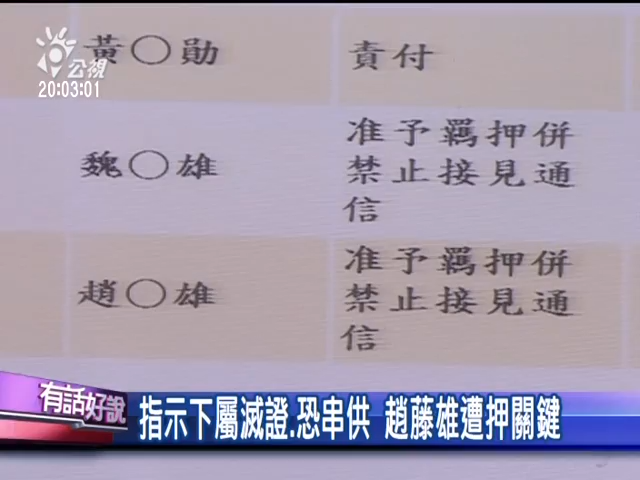 公視
20:03:01
黃○勛 責付
魏○雄 准予羈押併
禁止接見通
信
趙○雄 准予羈押併
禁止接見通
信
有話好說
指示下屬滅證.恐串供 趙藤雄遭押關鍵